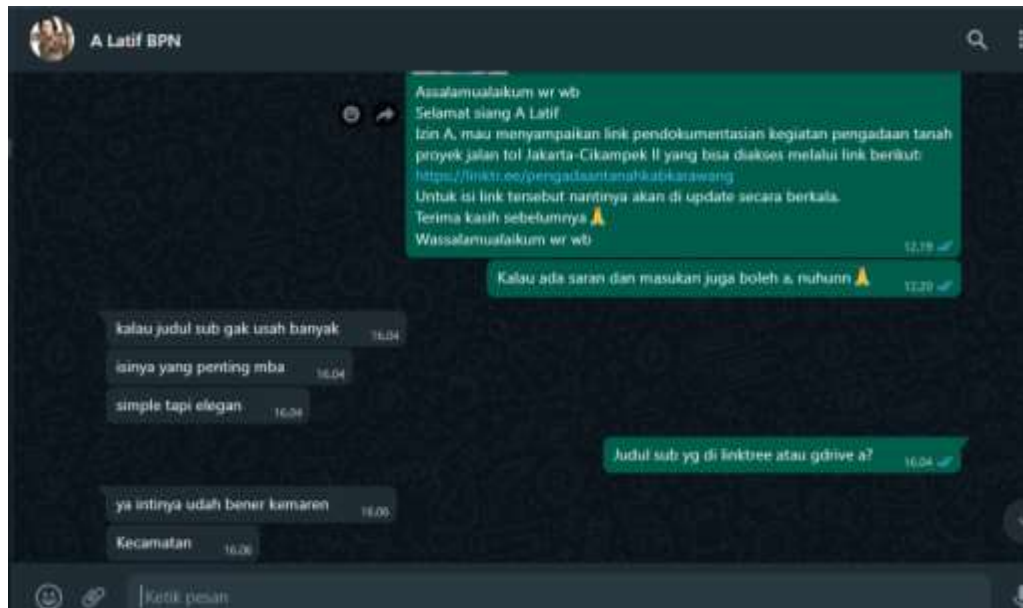 A Latif BPN
Assalamualaikum wr wb
Selamat siang A Latif
Izin A, mau menyampaikan link pendokumentasian kegiatan pengadaan tanah
proyek jalan tol Jakarta-Cikampek II yang bisa diakses melalui link berikut:
https://linktr.ee/pengadaantanahkabkarawang
Untuk isi link tersebut nantinya akan di update secara berkala.
Terima kasih sebelumnya🙏
Wassalamualaikum wr wb
12.19
Kalau ada saran dan masukan juga boleh a, nuhunn🙏 12.20
kalau judul sub gak usah banyak 16.04
isinya yang penting mba 16.04
simple tapi elegan 16.04
Judul sub yg di linktree atau gdrive a? 16.04
ya intinya udah bener kemaren 16.06
Kecamatan 16.06
Ketik pesan